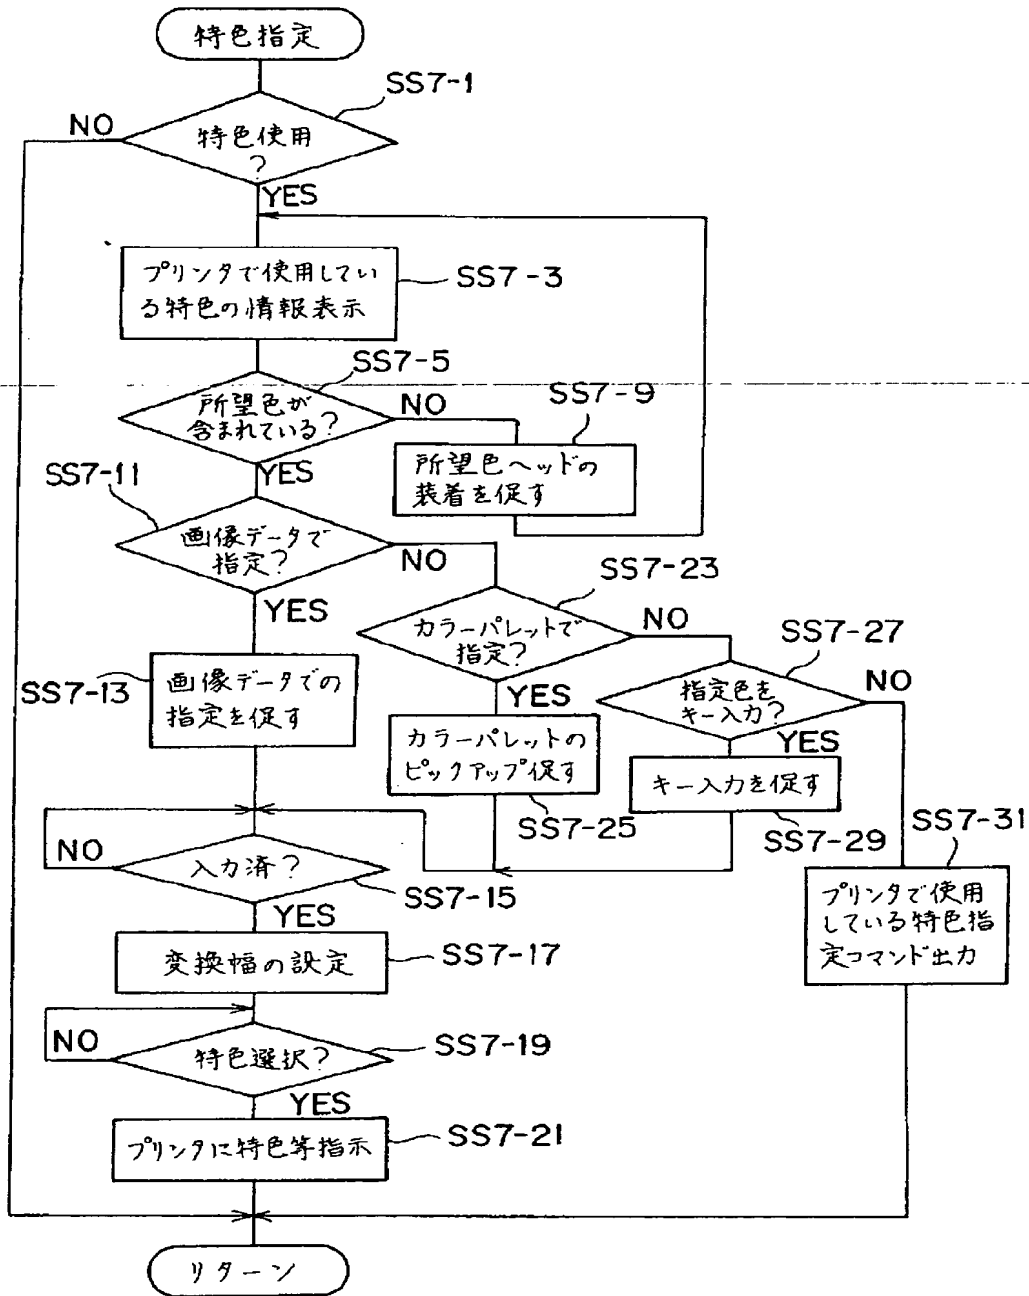 特色指定
SS7-1
NO
特色使用
?
YES
プリンタで使用してい
る特色の情報表示
SS7-3
SS7-5
所望色が
含まれている?
NO
SS7-9
所望色ヘッドの
装着を促す
YES
SS7-11
画像データで
指定?
NO
SS7-23
YES
カラーパレットで
指定?
NO
SS7-27
SS7-13
画像データでの
指定を促す
YES
指定色を
キー入力?
NO
カラーパレットの
ピックアップ促す
YES
キー入力を促す
SS7-25
SS7-29
SS7-31
NO
入力済?
SS7-15
プリンタで使用
している特色指
定コマンド出力
YES
変換幅の設定
SS7-17
NO
特色選択?
SS7-19
YES
プリンタに特色等指示
SS7-21
リターン